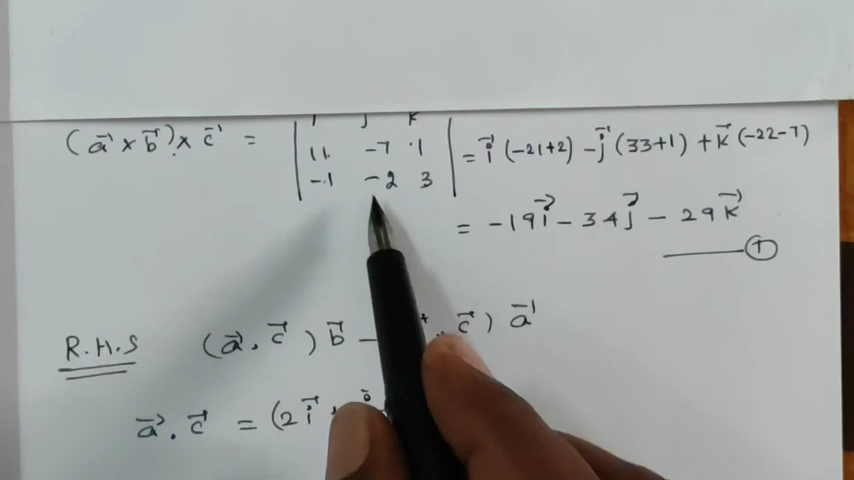 (a⃗ × b⃗) × c⃗ = | i j k | 
| 11 -7 1 | = i⃗ (-21+2) - j⃗ (33+1) + k⃗ (-22-7)
| -1 -2 3 |
= -19i⃗ - 34j⃗ - 29k⃗
——— ①
R.H.S (a⃗ . c⃗) b⃗ - . c⃗) a⃗
a⃗ . c⃗ = (2i⃗